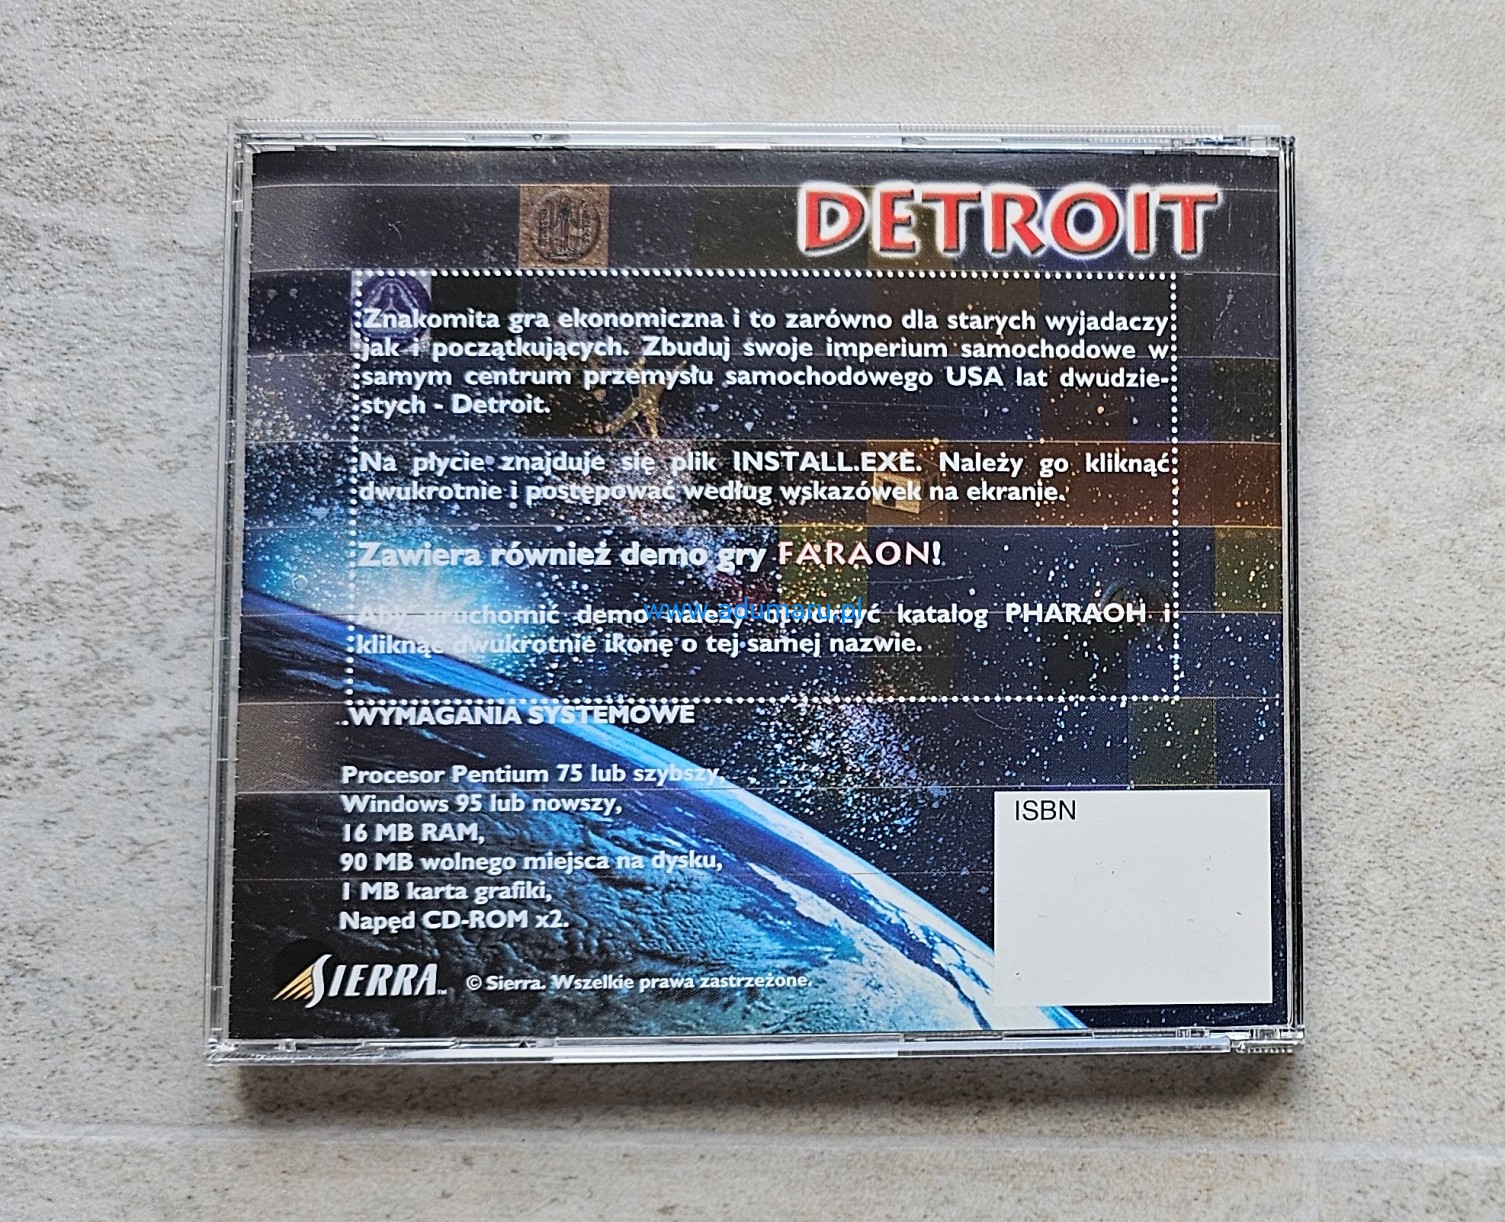 DETROIT
Znakomita gra ekonomiczna i to zarówno dla starych wyjadaczy
jak i początkujących. Zbuduj swoje imperium samochodowe w
samym centrum przemysłu samochodowego USA lat dwudzie-
stych - Detroit.
Na płycie znajduje się plik INSTALL.EXE. Należy go kliknąć
dwukrotnie i postępować według wskazówek na ekranie.
Zawiera również demo gry FARAON!
Aby uruchomić demo należy otworzyć katalog PHARAOH i
kliknąć dwukrotnie ikonę o tej samej nazwie.
www.adumaru.pl
WYMAGANIA SYSTEMOWE
Procesor Pentium 75 lub szybszy,
Windows 95 lub nowszy,
16 MB RAM,
90 MB wolnego miejsca na dysku,
1 MB karta grafiki,
Napęd CD-ROM x2.
ISBN
SIERRA™ © Sierra. Wszelkie prawa zastrzeżone.